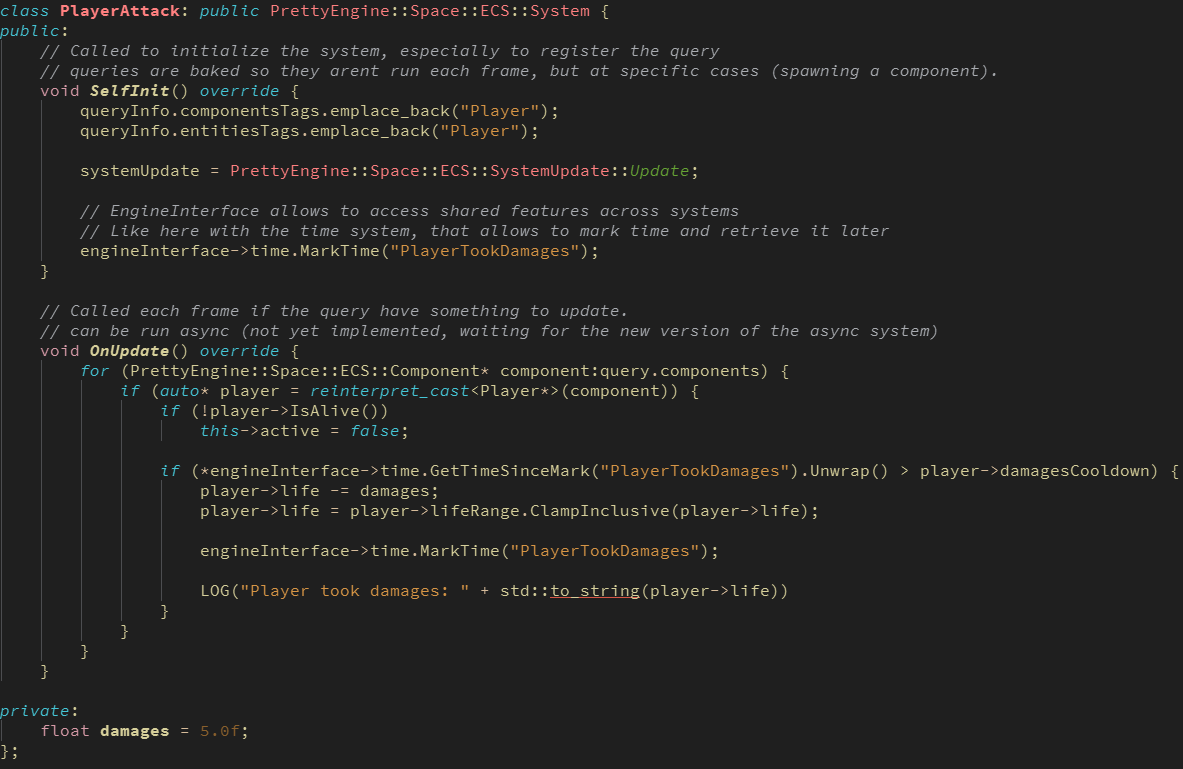 class PlayerAttack: public PrettyEngine::Space::ECS::System {
public:
    // Called to initialize the system, especially to register the query
    // queries are baked so they arent run each frame, but at specific cases (spawning a component).
    void SelfInit() override {
        queryInfo.componentsTags.emplace_back("Player");
        queryInfo.entitiesTags.emplace_back("Player");

        systemUpdate = PrettyEngine::Space::ECS::SystemUpdate::Update;

        // EngineInterface allows to access shared features across systems
        // Like here with the time system, that allows to mark time and retrieve it later
        engineInterface->time.MarkTime("PlayerTookDamages");
    }

    // Called each frame if the query have something to update.
    // can be run async (not yet implemented, waiting for the new version of the async system)
    void OnUpdate() override {
        for (PrettyEngine::Space::ECS::Component* component:query.components) {
            if (auto* player = reinterpret_cast<Player*>(component)) {
                if (!player->IsAlive())
                    this->active = false;

                if (*engineInterface->time.GetTimeSinceMark("PlayerTookDamages").Unwrap() > player->damagesCooldown) {
                    player->life -= damages;
                    player->life = player->lifeRange.ClampInclusive(player->life);

                    engineInterface->time.MarkTime("PlayerTookDamages");

                    LOG("Player took damages: " + std::to_string(player->life))
                }
            }
        }
    }

private:
    float damages = 5.0f;
};